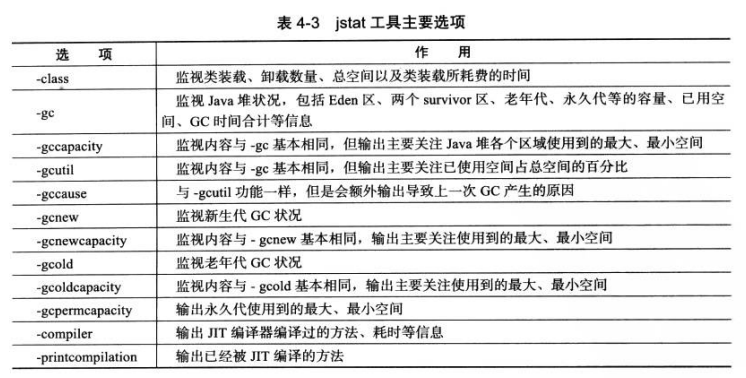 表 4-3 jstat 工具主要选项
选 项 作 用
-class 监视类装载、卸载数量、总空间以及类装载所耗费的时间
-gc 监视 Java 堆状况，包括 Eden 区、两个 survivor 区、老年代、永久代等的容量、已用空
间、GC 时间合计等信息
-gccapacity 监视内容与 -gc 基本相同，但输出主要关注 Java 堆各个区域使用到的最大、最小空间
-gcutil 监视内容与 -gc 基本相同，但输出主要关注已使用空间占总空间的百分比
-gccause 与 -gcutil 功能一样，但是会额外输出导致上一次 GC 产生的原因
-gcnew 监视新生代 GC 状况
-gcnewcapacity 监视内容与 - gcnew 基本相同，输出主要关注使用到的最大、最小空间
-gcold 监视老年代 GC 状况
-gcoldcapacity 监视内容与 - gcold 基本相同，输出主要关注使用到的最大、最小空间
-gcpermcapacity 输出永久代使用到的最大、最小空间
-compiler 输出 JIT 编译器编译过的方法、耗时等信息
-printcompilation 输出已经被 JIT 编译的方法